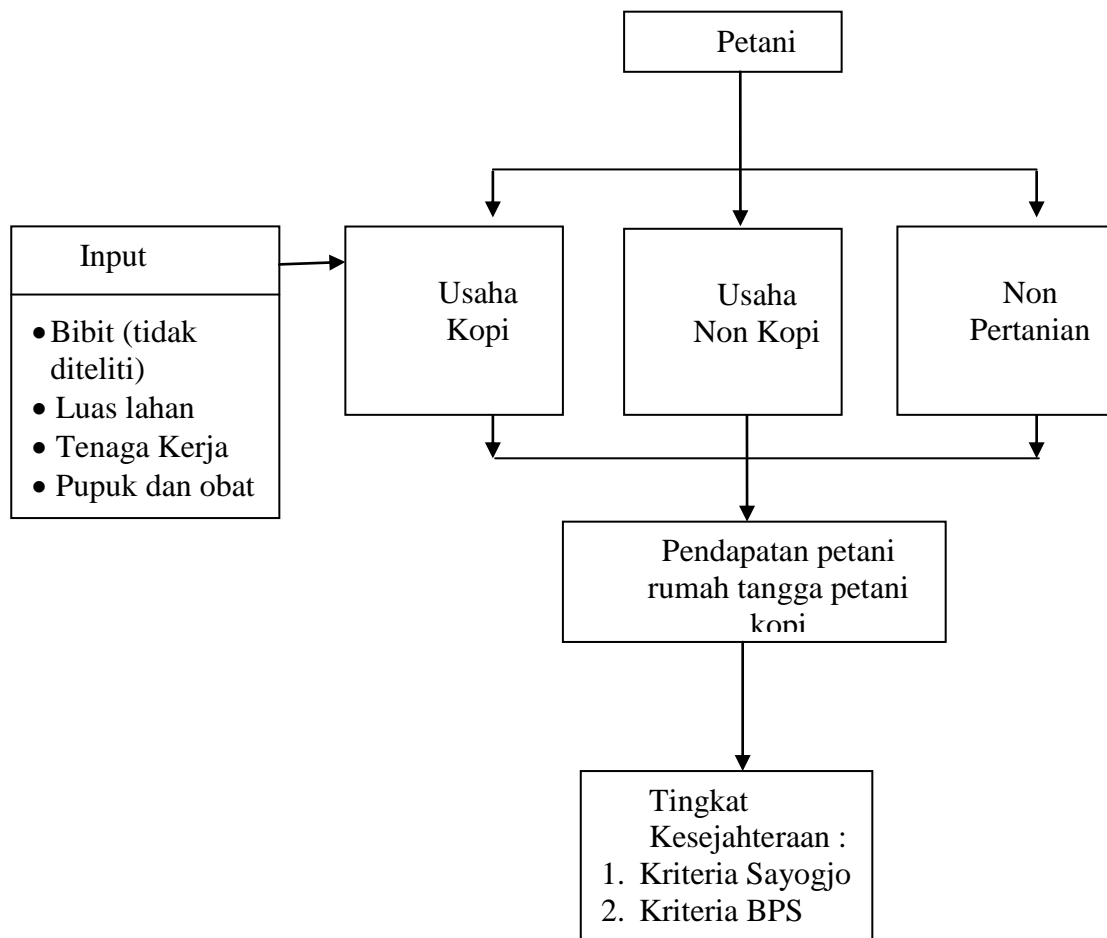 Petani
Input
• Bibit (tidak
diteliti)
• Luas lahan
• Tenaga Kerja
• Pupuk dan obat
Usaha
Kopi
Usaha
Non Kopi
Non
Pertanian
Pendapatan petani
rumah tangga petani
kopi
Tingkat
Kesejahteraan :
1. Kriteria Sayogjo
2. Kriteria BPS